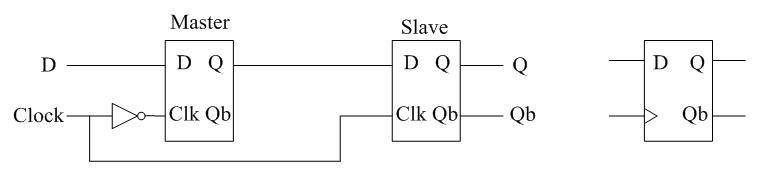 Master
Slave
D D Q D Q Q D Q
Clock Clk Qb Clk Qb Qb Qb